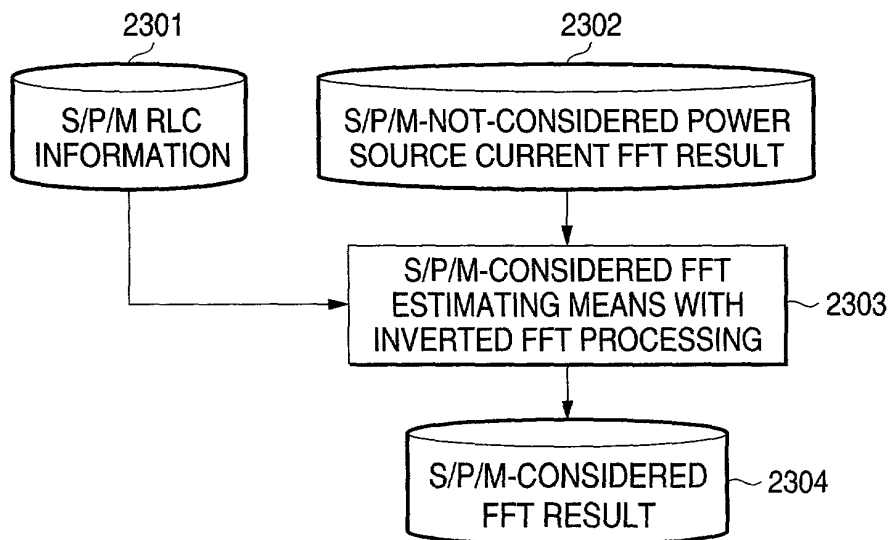 2301
2302
S/P/M RLC
INFORMATION
S/P/M-NOT-CONSIDERED POWER
SOURCE CURRENT FFT RESULT
S/P/M-CONSIDERED FFT
ESTIMATING MEANS WITH
INVERTED FFT PROCESSING
2303
S/P/M-CONSIDERED
FFT RESULT
2304